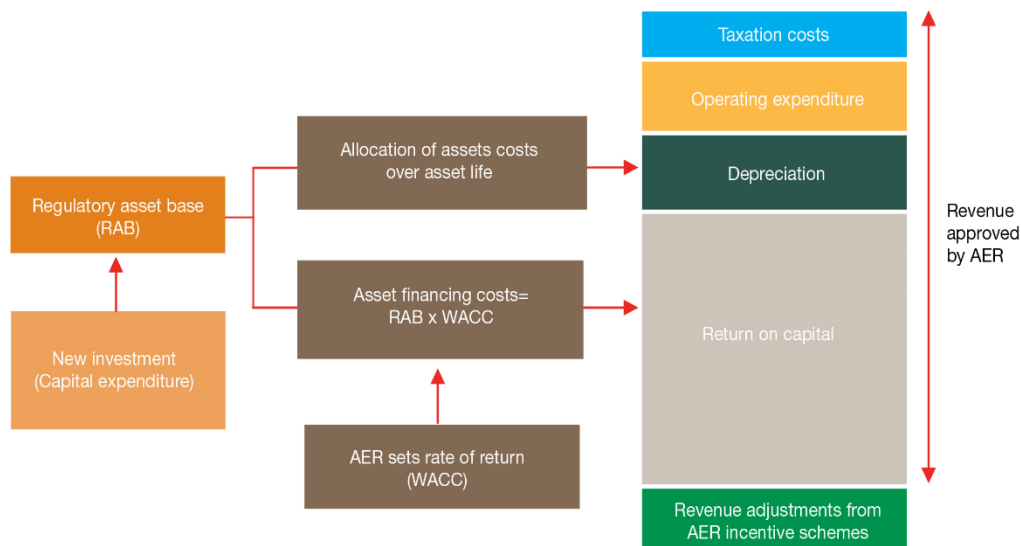 Regulatory asset base
(RAB)
New investment
(Capital expenditure)
Allocation of assets costs
over asset life
Asset financing costs=
RAB x WACC
AER sets rate of return
(WACC)
Taxation costs
Operating expenditure
Depreciation
Return on capital
Revenue adjustments from
AER incentive schemes
Revenue
approved
by AER